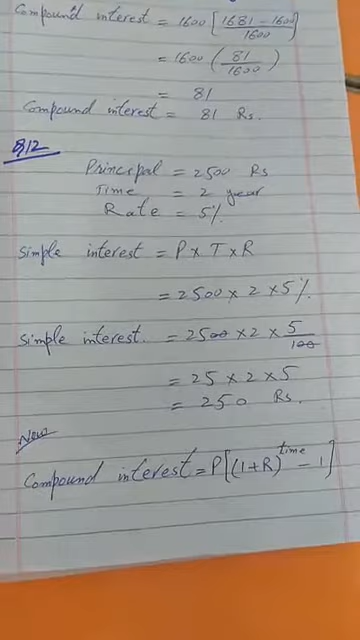 Compound interest = 1600 [ 1681 - 1600 / 1600 ]
= 1600 ( 81 / 1600 )
= 81
Compound interest = 81 Rs.
Q12
Principal = 2500 Rs
Time = 2 year
Rate = 5%
Simple interest = P x T x R
= 2500 x 2 x 5%.
Simple interest. = 2500 x 2 x 5 / 100
= 25 x 2 x 5
= 250 Rs.
Now
Compound interest = P[(1+R)^time - 1]